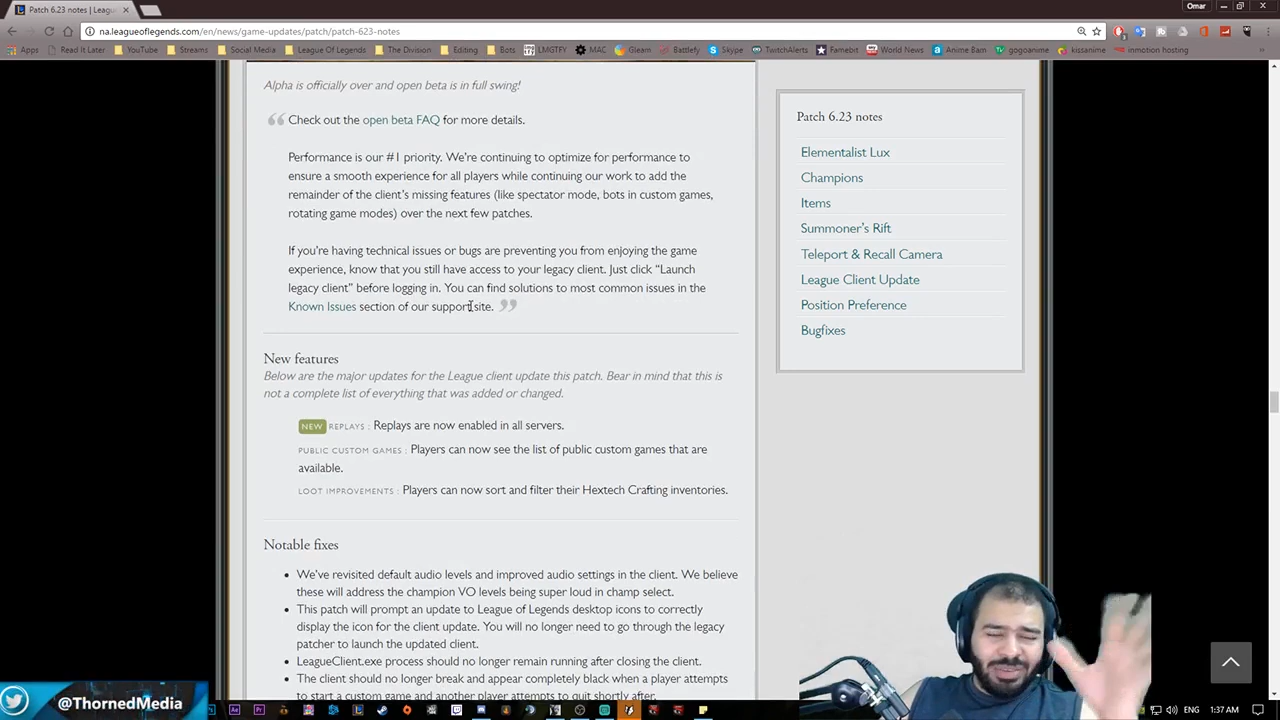 Patch 6.23 notes | Leagu
Omar
na.leagueoflegends.com/en/news/game-updates/patch/patch-623-notes
Apps Read It Later YouTube Streams Social Media League Of Legends The Division Editing Bots LMGTFY MAC Gleam Battlefy Skype TwitchAlerts Famebit World News Anime Bam gogoanime kissanime inmotion hosting
Alpha is officially over and open beta is in full swing!
Check out the open beta FAQ for more details.
Performance is our #1 priority. We’re continuing to optimize for performance to
ensure a smooth experience for all players while continuing our work to add the
remainder of the client’s missing features (like spectator mode, bots in custom games,
rotating game modes) over the next few patches.
If you’re having technical issues or bugs are preventing you from enjoying the game
experience, know that you still have access to your legacy client. Just click “Launch
legacy client” before logging in. You can find solutions to most common issues in the
Known Issues section of our support site.
New features
Below are the major updates for the League client update this patch. Bear in mind that this is
not a complete list of everything that was added or changed.
NEW REPLAYS : Replays are now enabled in all servers.
PUBLIC CUSTOM GAMES : Players can now see the list of public custom games that are
available.
LOOT IMPROVEMENTS : Players can now sort and filter their Hextech Crafting inventories.
Notable fixes
We’ve revisited default audio levels and improved audio settings in the client. We believe
these will address the champion VO levels being super loud in champ select.
This patch will prompt an update to League of Legends desktop icons to correctly
display the icon for the client update. You will no longer need to go through the legacy
patcher to launch the updated client.
LeagueClient.exe process should no longer remain running after closing the client.
The client should no longer break and appear completely black when a player attempts
to start a custom game and another player attempts to quit shortly after.
Patch 6.23 notes
Elementalist Lux
Champions
Items
Summoner’s Rift
Teleport & Recall Camera
League Client Update
Position Preference
Bugfixes
@ThornedMedia
ENG 1:37 AM